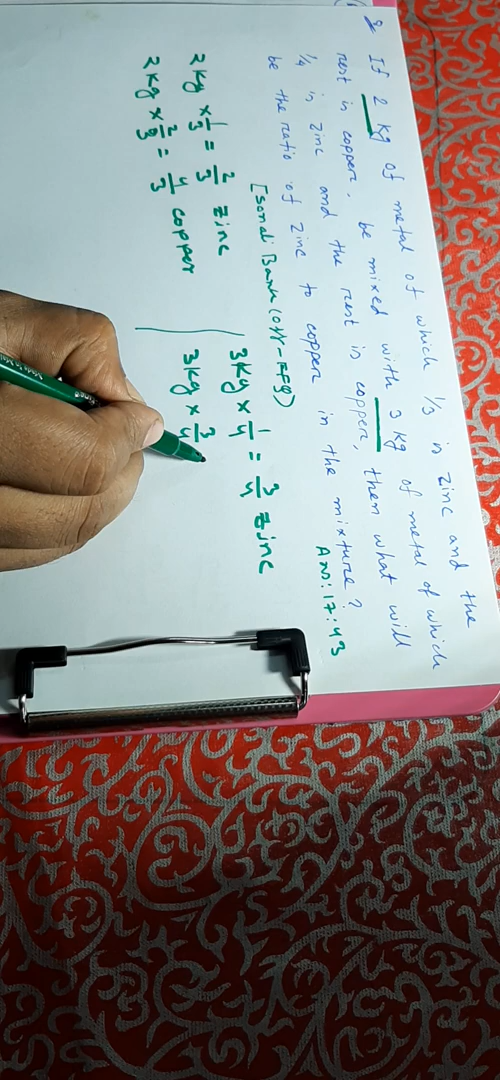 2 If 2 kg of metal of which 1/3 is zinc and the
rest is copper. be mixed with 3 kg of metal of which
1/4 is zinc and the rest is copper, then what will
be the ratio of zinc to copper in the mixture?
Ans: 17:43
[Sonali Bank (Off-FFg)]
2kg × 1/3 = 2/3 zinc
2kg × 2/3 = 4/3 copper
3kg × 1/4 = 3/4 zinc
3kg × 3/4